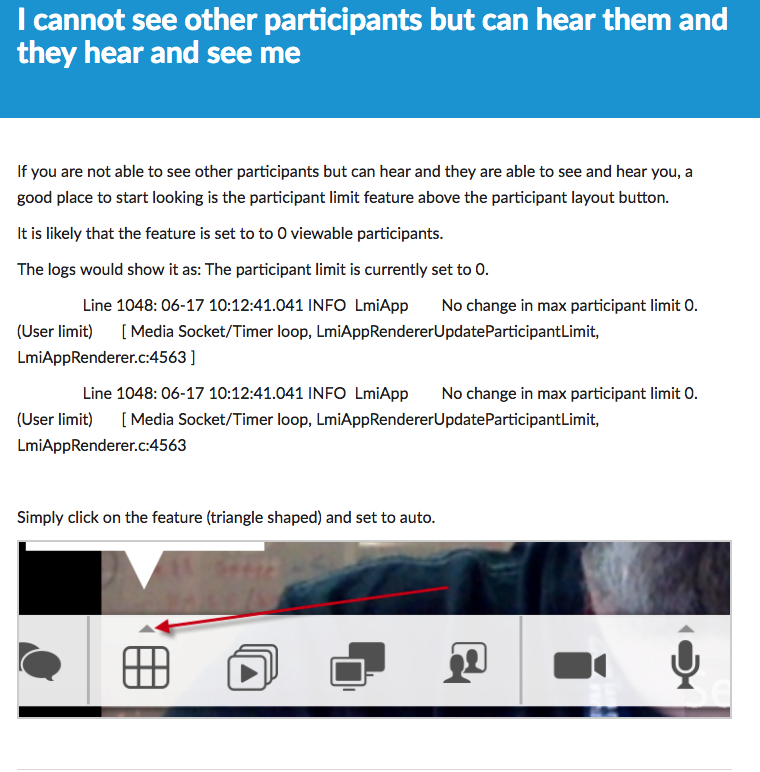 I cannot see other participants but can hear them and
they hear and see me
If you are not able to see other participants but can hear and they are able to see and hear you, a
good place to start looking is the participant limit feature above the participant layout button.
It is likely that the feature is set to to 0 viewable participants.
The logs would show it as: The participant limit is currently set to 0.
Line 1048: 06-17 10:12:41.041 INFO LmiApp No change in max participant limit 0.
(User limit) [ Media Socket/Timer loop, LmiAppRendererUpdateParticipantLimit,
LmiAppRenderer.c:4563 ]
Line 1048: 06-17 10:12:41.041 INFO LmiApp No change in max participant limit 0.
(User limit) [ Media Socket/Timer loop, LmiAppRendererUpdateParticipantLimit,
LmiAppRenderer.c:4563
Simply click on the feature (triangle shaped) and set to auto.